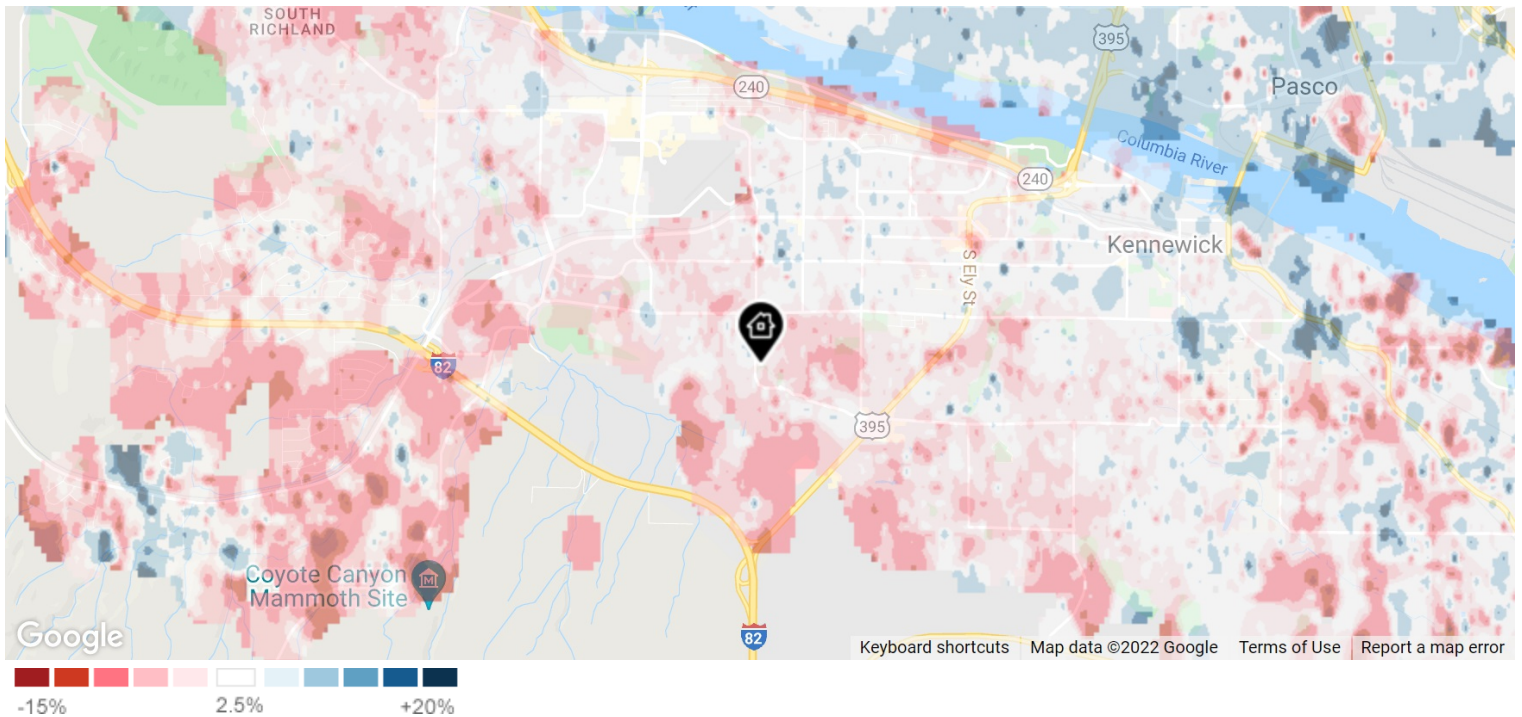 SOUTH
RICHLAND
395
240
Pasco
Columbia River
240
Kennewick
S Ely St
82
395
Coyote Canyon
Mammoth Site
M
82
Google
Keyboard shortcuts
Map data ©2022 Google
Terms of Use
Report a map error
-15%
2.5%
+20%